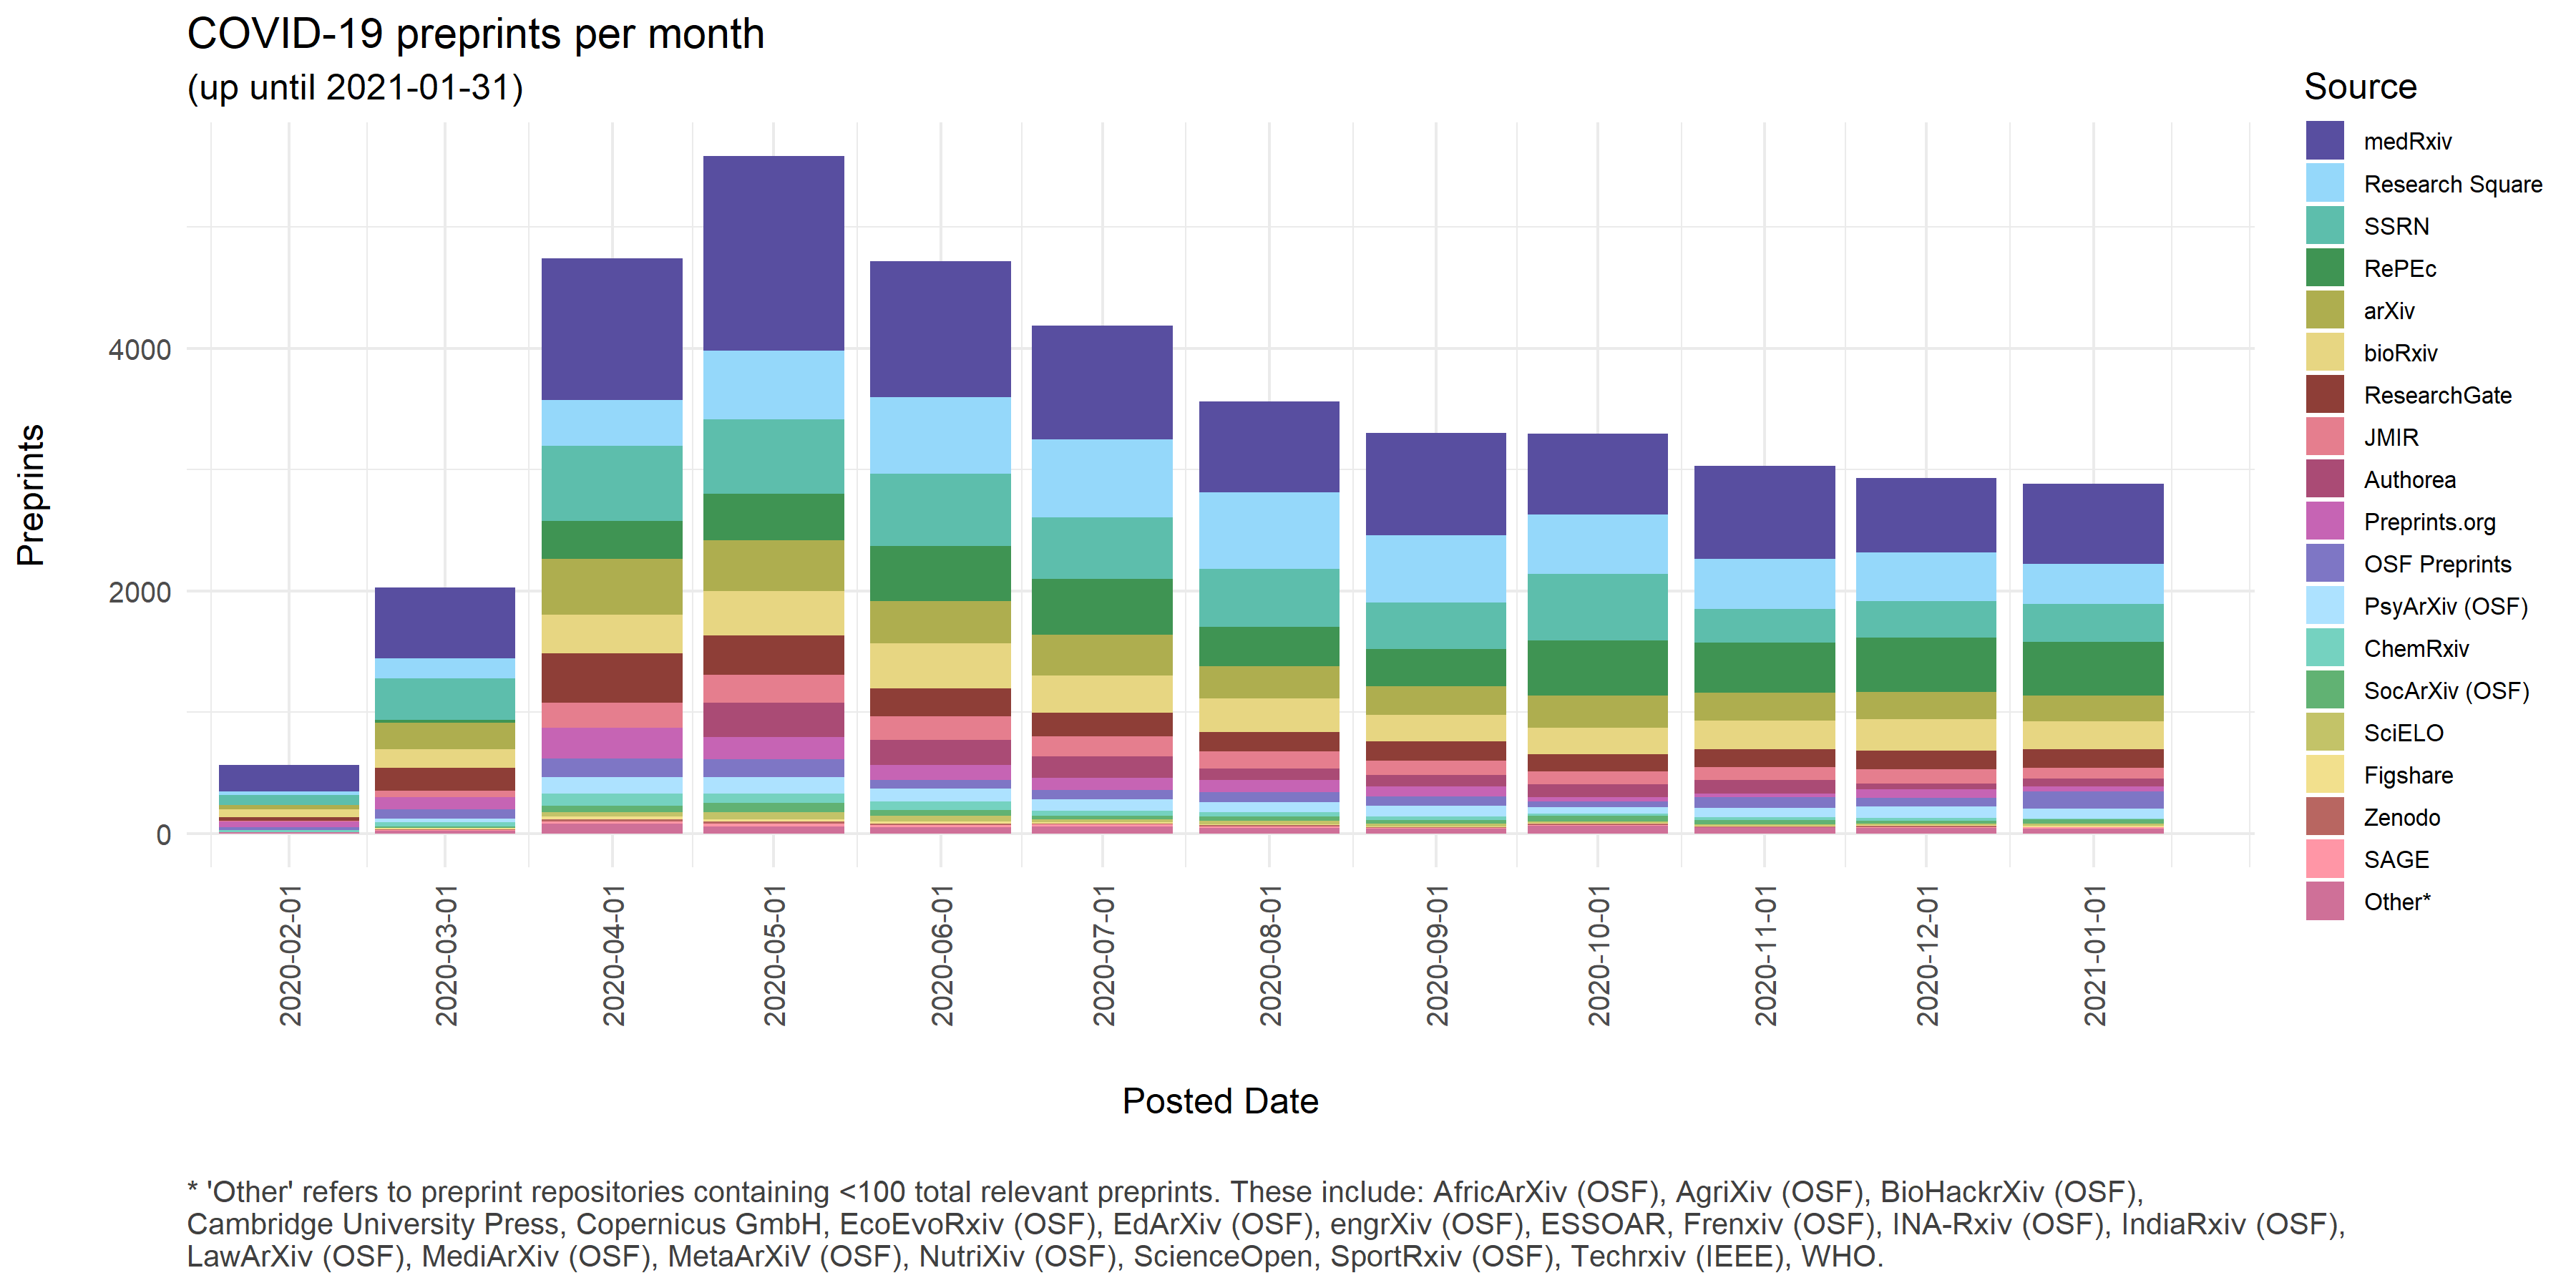 COVID-19 preprints per month
(up until 2021-01-31)
Preprints
4000
2000
0
2020-02-01
2020-03-01
2020-04-01
2020-05-01
2020-06-01
2020-07-01
2020-08-01
2020-09-01
2020-10-01
2020-11-01
2020-12-01
2021-01-01
Posted Date
Source
medRxiv
Research Square
SSRN
RePEc
arXiv
bioRxiv
ResearchGate
JMIR
Authorea
Preprints.org
OSF Preprints
PsyArXiv (OSF)
ChemRxiv
SocArXiv (OSF)
SciELO
Figshare
Zenodo
SAGE
Other*
* 'Other' refers to preprint repositories containing <100 total relevant preprints. These include: AfricArXiv (OSF), AgriXiv (OSF), BioHackrXiv (OSF),
Cambridge University Press, Copernicus GmbH, EcoEvoRxiv (OSF), EdArXiv (OSF), engrXiv (OSF), ESSOAR, Frenxiv (OSF), INA-Rxiv (OSF), IndiaRxiv (OSF),
LawArXiv (OSF), MediArXiv (OSF), MetaArXiV (OSF), NutriXiv (OSF), ScienceOpen, SportRxiv (OSF), Techrxiv (IEEE), WHO.